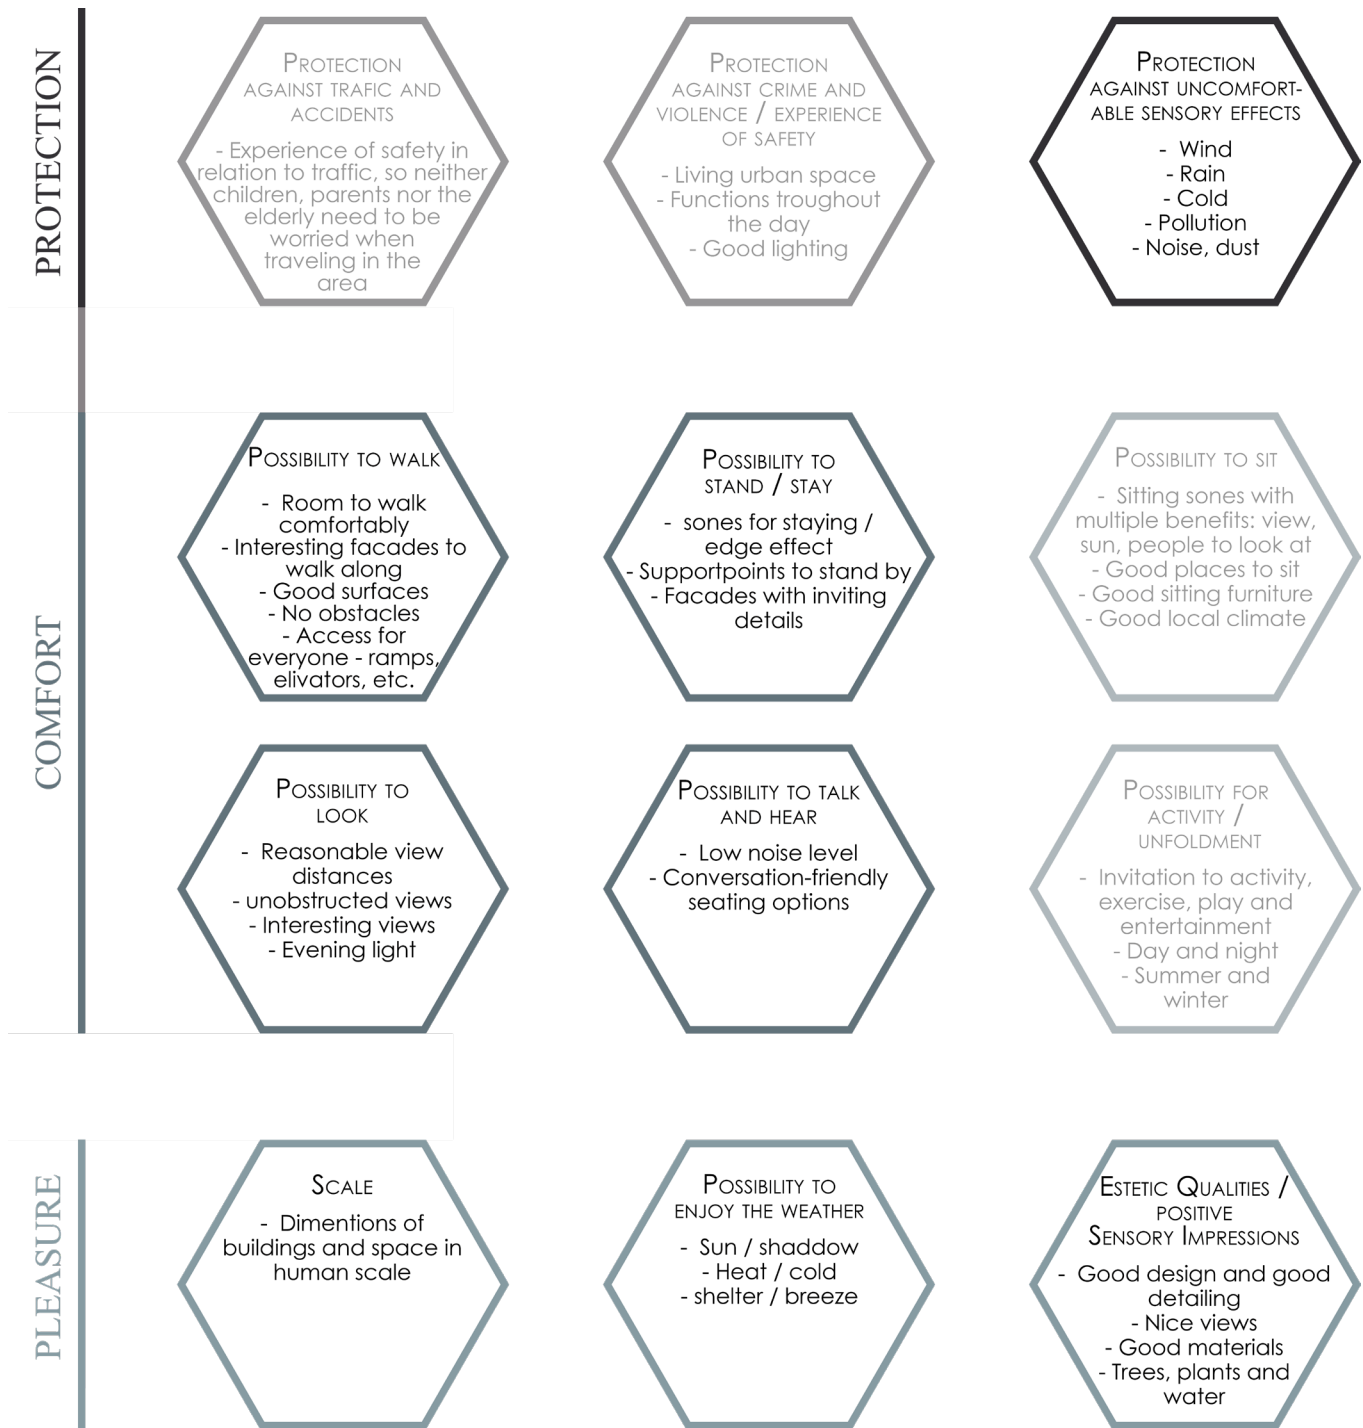 PROTECTION
PROTECTION
AGAINST TRAFIC AND
ACCIDENTS
- Experience of safety in
relation to traffic, so neither
children, parents nor the
elderly need to be
worried when
traveling in the
area
PROTECTION
AGAINST CRIME AND
VIOLENCE / EXPERIENCE
OF SAFETY
- Living urban space
- Functions troughout
the day
- Good lighting
PROTECTION
AGAINST UNCOMFORT-
ABLE SENSORY EFFECTS
- Wind
- Rain
- Cold
- Pollution
- Noise, dust
COMFORT
POSSIBILITY TO WALK
- Room to walk
comfortably
- Interesting facades to
walk along
- Good surfaces
- No obstacles
- Access for
everyone - ramps,
elivators, etc.
POSSIBILITY TO
STAND / STAY
- sones for staying /
edge effect
- Supportpoints to stand by
- Facades with inviting
details
POSSIBILITY TO SIT
- Sitting sones with
multiple benefits: view,
sun, people to look at
- Good places to sit
- Good sitting furniture
- Good local climate
POSSIBILITY TO
LOOK
- Reasonable view
distances
- unobstructed views
- Interesting views
- Evening light
POSSIBILITY TO TALK
AND HEAR
- Low noise level
- Conversation-friendly
seating options
POSSIBILITY FOR
ACTIVITY /
UNFOLDMENT
- Invitation to activity,
exercise, play and
entertainment
- Day and night
- Summer and
winter
PLEASURE
SCALE
- Dimentions of
buildings and space in
human scale
POSSIBILITY TO
ENJOY THE WEATHER
- Sun / shaddow
- Heat / cold
- shelter / breeze
ESTETIC QUALITIES /
POSITIVE
SENSORY IMPRESSIONS
- Good design and good
detailing
- Nice views
- Good materials
- Trees, plants and
water